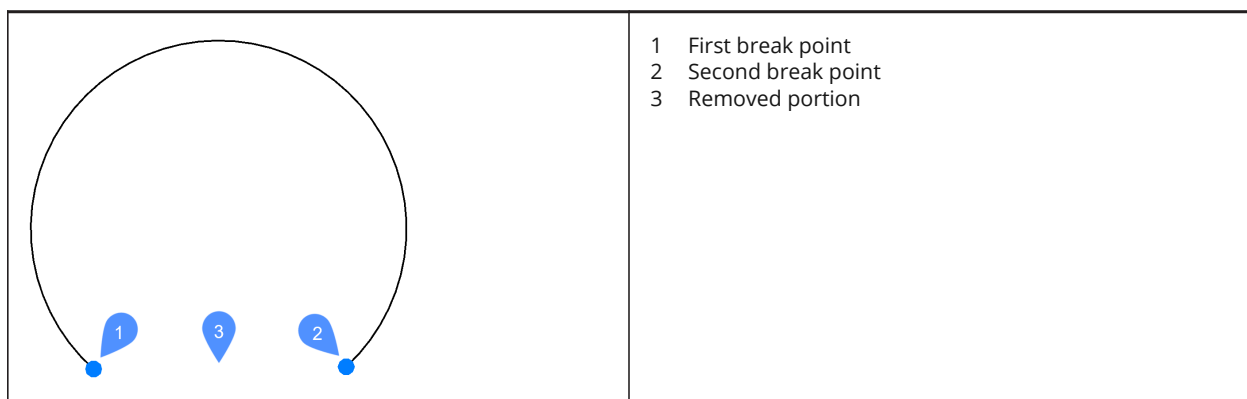 1 First break point
2 Second break point
3 Removed portion
1 3 2